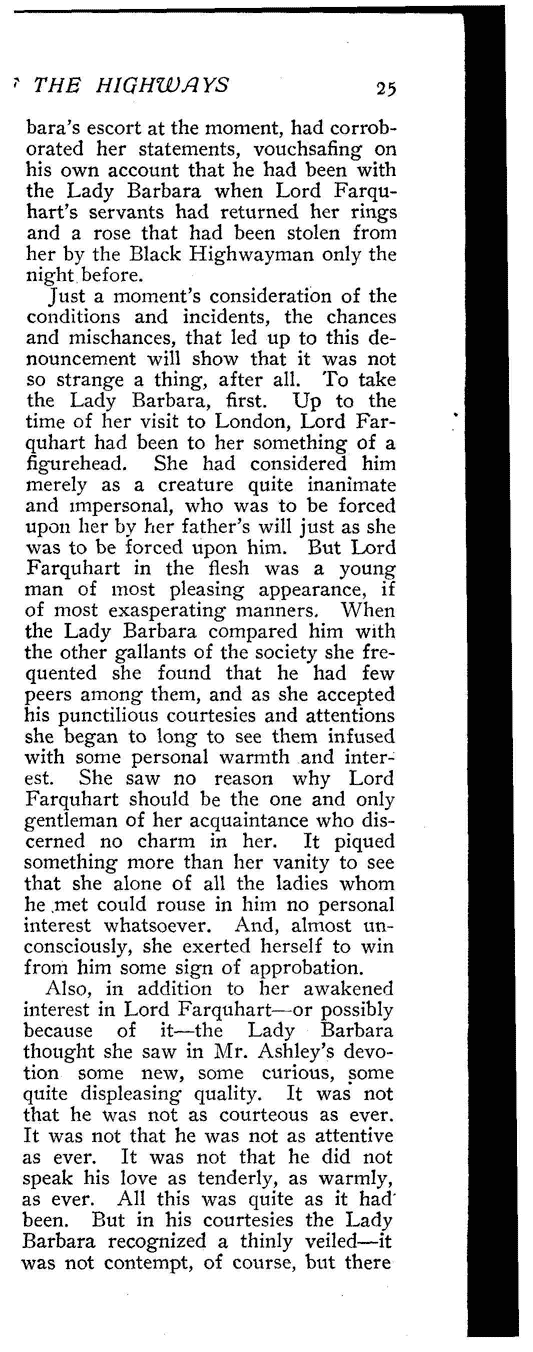 THE HIGHWAYS 25
bara's escort at the moment, had corrob-
orated her statements, vouchsafing on
his own account that he had been with
the Lady Barbara when Lord Farqu-
hart's servants had returned her rings
and a rose that had been stolen from
her by the Black Highwayman only the
night before.
Just a moment's consideration of the
conditions and incidents, the chances
and mischances, that led up to this de-
nouncement will show that it was not
so strange a thing, after all. To take
the Lady Barbara, first. Up to the
time of her visit to London, Lord Far-
quhart had been to her something of a
figurehead. She had considered him
merely as a creature quite inanimate
and impersonal, who was to be forced
upon her by her father's will just as she
was to be forced upon him. But Lord
Farquhart in the flesh was a young
man of most pleasing appearance, if
of most exasperating manners. When
the Lady Barbara compared him with
the other gallants of the society she fre-
quented she found that he had few
peers among them, and as she accepted
his punctilious courtesies and attentions
she began to long to see them infused
with some personal warmth and inter-
est. She saw no reason why Lord
Farquhart should be the one and only
gentleman of her acquaintance who dis-
cerned no charm in her. It piqued
something more than her vanity to see
that she alone of all the ladies whom
he met could rouse in him no personal
interest whatsoever. And, almost un-
consciously, she exerted herself to win
from him some sign of approbation.
Also, in addition to her awakened
interest in Lord Farquhart—or possibly
because of it—the Lady Barbara
thought she saw in Mr. Ashley's devo-
tion some new, some curious, some
quite displeasing quality. It was not
that he was not as courteous as ever.
It was not that he was not as attentive
as ever. It was not that he did not
speak his love as tenderly, as warmly,
as ever. All this was quite as it had
been. But in his courtesies the Lady
Barbara recognized a thinly veiled—it
was not contempt, of course, but there